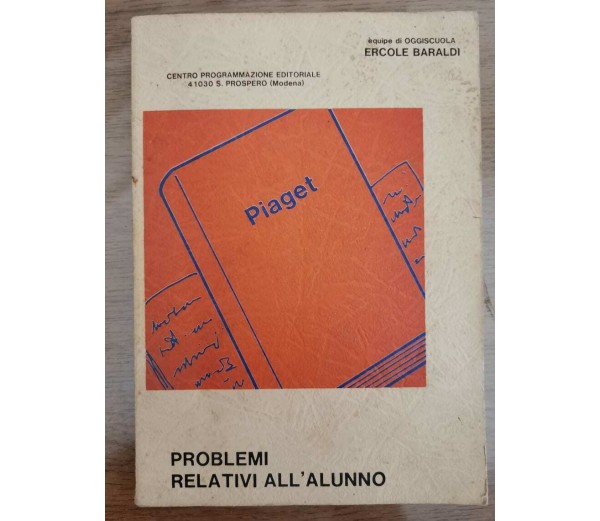 équipe di OGGISCUOLA
ERCOLE BARALDI
CENTRO PROGRAMMAZIONE EDITORIALE
41030 S. PROSPERO (Modena)
Piaget
PROBLEMI
RELATIVI ALL'ALUNNO